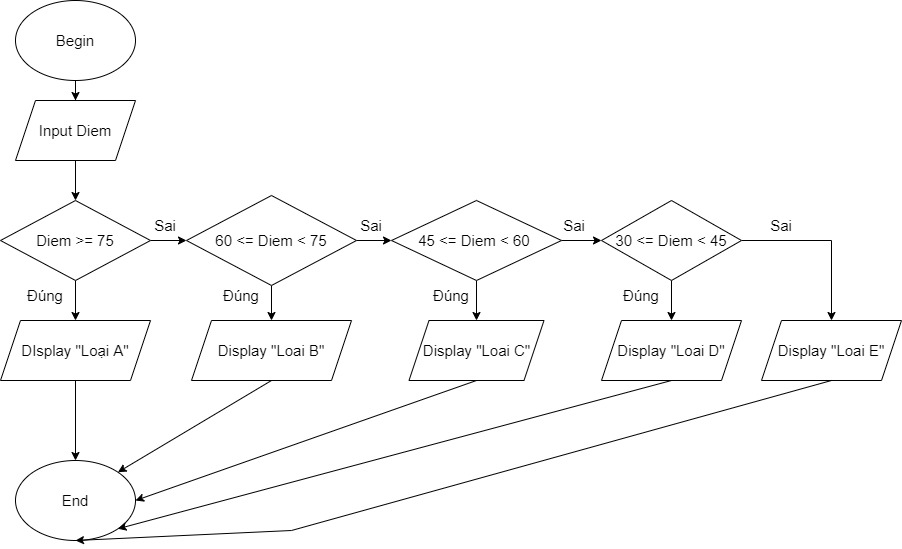 Begin
Input Diem
Diem >= 75
Sai
60 <= Diem < 75
Sai
45 <= Diem < 60
Sai
30 <= Diem < 45
Sai
Đúng
Đúng
Đúng
Đúng
DIsplay "Loại A"
Display "Loai B"
Display "Loai C"
Display "Loai D"
Display "Loai E"
End